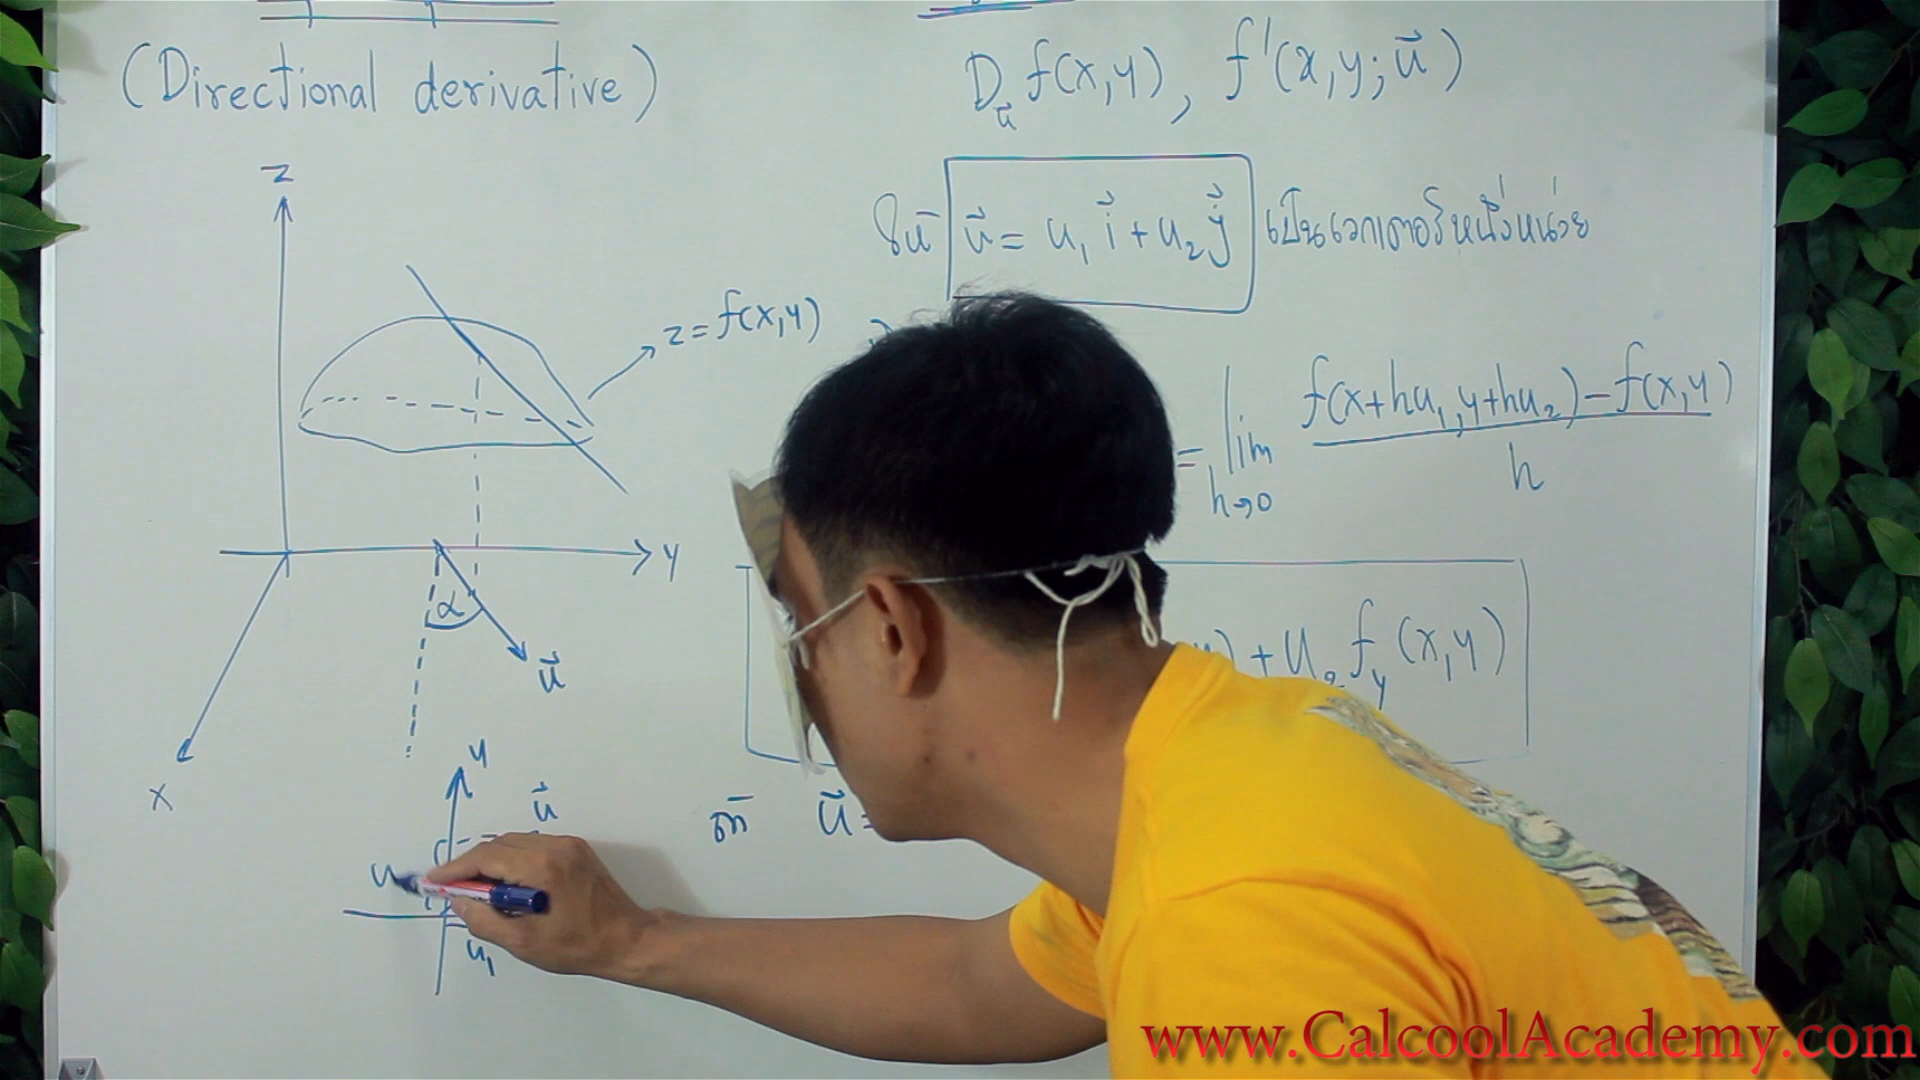 (Directional derivative)
D_u⃗ f(x,y), f'(x,y; u⃗)
u⃗ = u₁ i⃗ + u₂ j⃗ เป็นเวกเตอร์หนึ่งหน่วย
z
z = f(x,y)
= lim h→0 f(x+hu₁, y+hu₂) − f(x,y) / h
y
α
u⃗
+ u₂ f_y (x,y)
x
y
u⃗
ถ้า u⃗ =
u
u₁
www.CalcoolAcademy.com